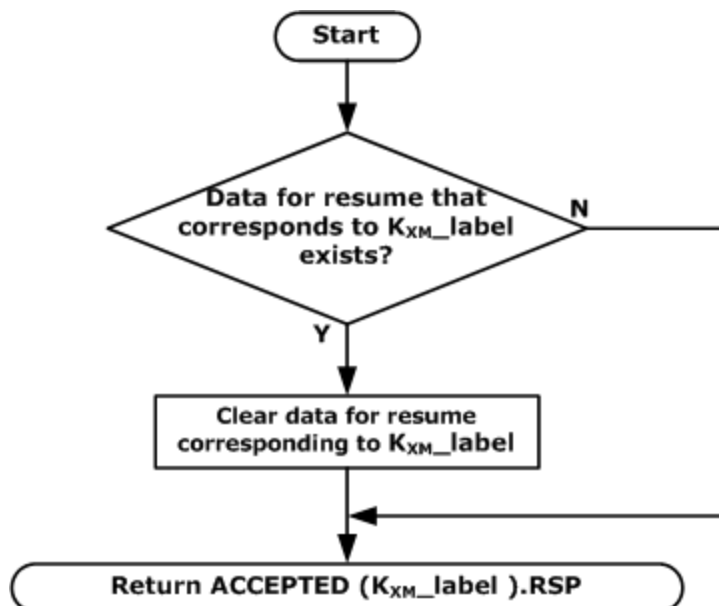 Start
Data for resume that
corresponds to KXM_label
exists?
N
Y
Clear data for resume
corresponding to KXM_label
Return ACCEPTED (KXM_label ).RSP